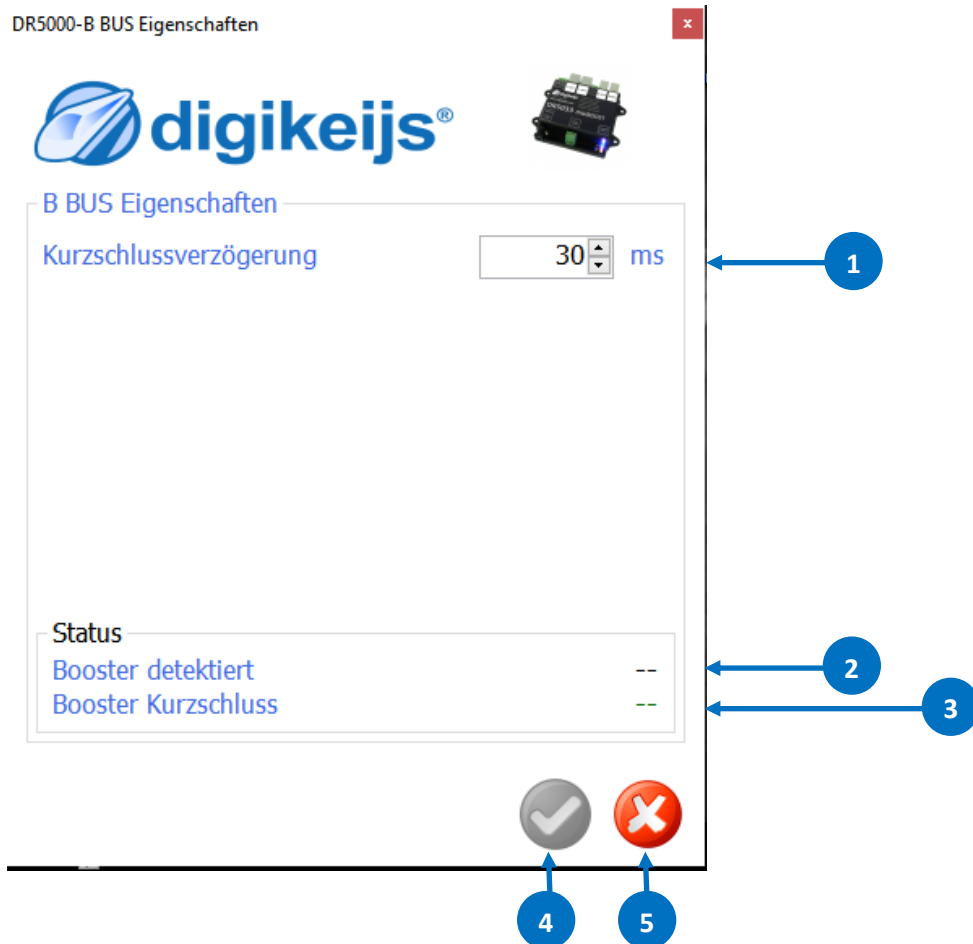 DR5000-B BUS Eigenschaften
x
digikeijs®
B BUS Eigenschaften
Kurzschlussverzögerung 30 ms
1
Status
Booster detektiert --
2
Booster Kurzschluss --
3
4 5